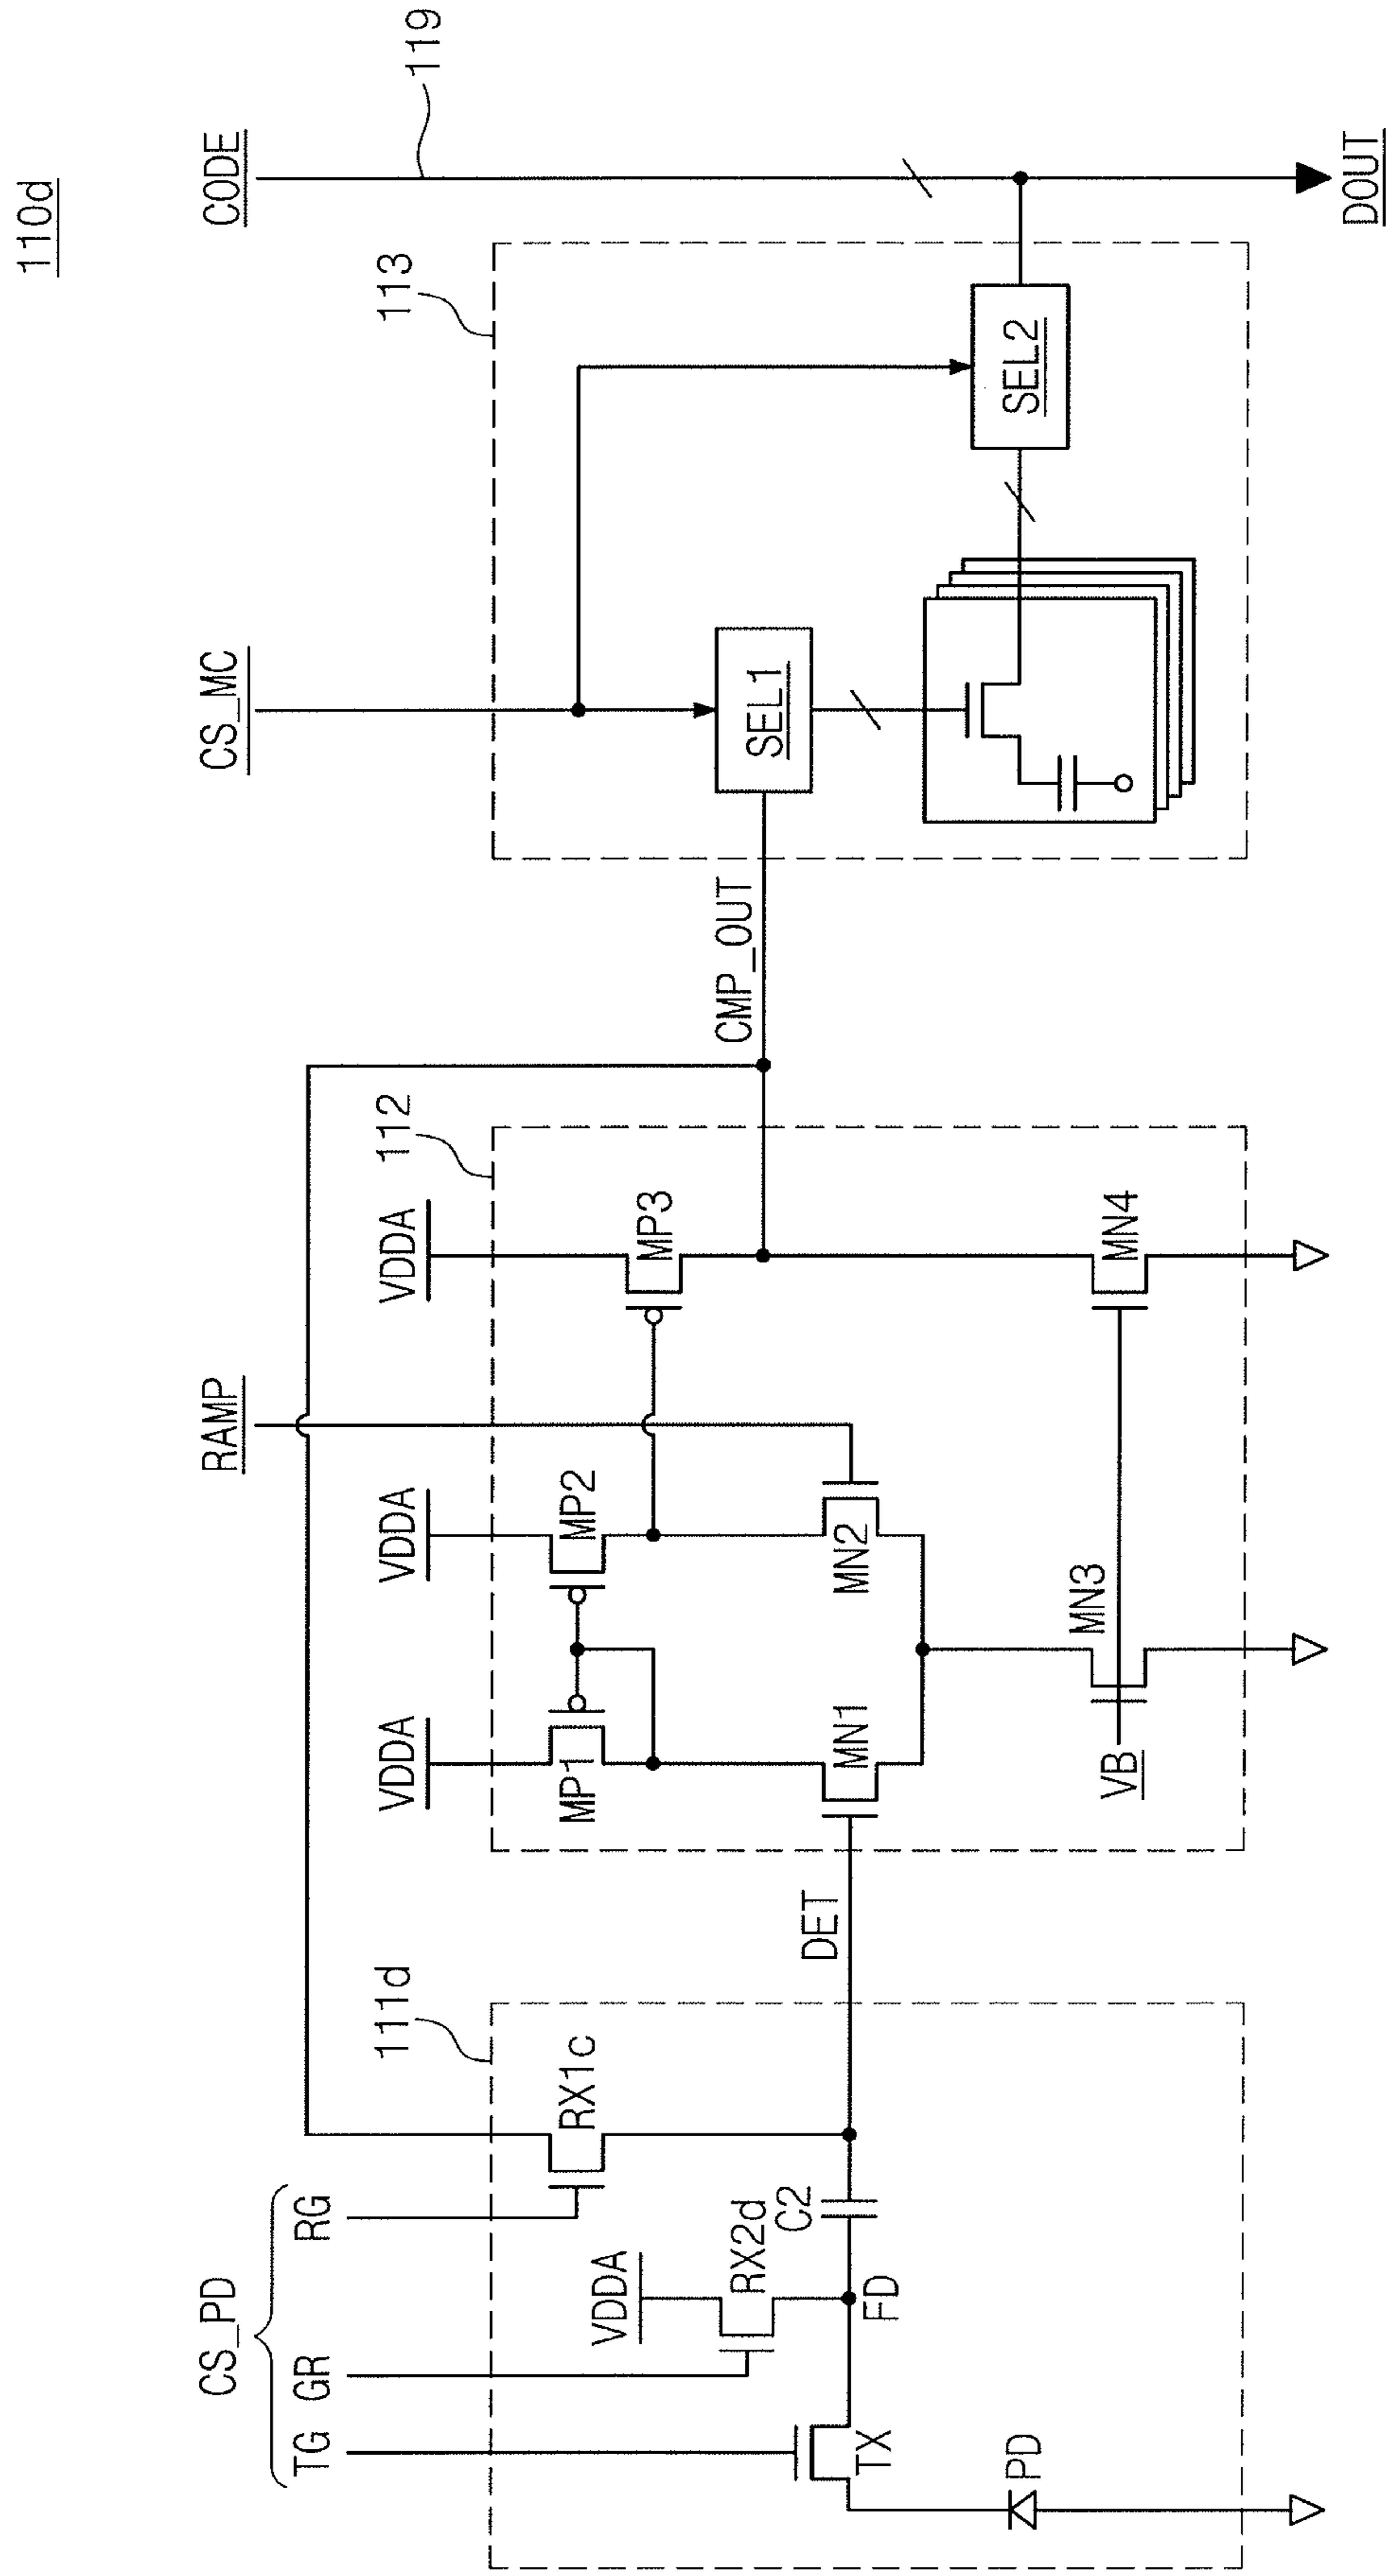 110d
CS_PD
TG
GR
RG
111d
VDDA
RX1c
RX2d
C2
FD
TX
PD
DET
112
RAMP
VDDA
VDDA
VDDA
MP1
MP2
MP3
MN1
MN2
MN3
MN4
VB
CMP_OUT
CS_MC
113
SEL1
SEL2
CODE
119
DOUT